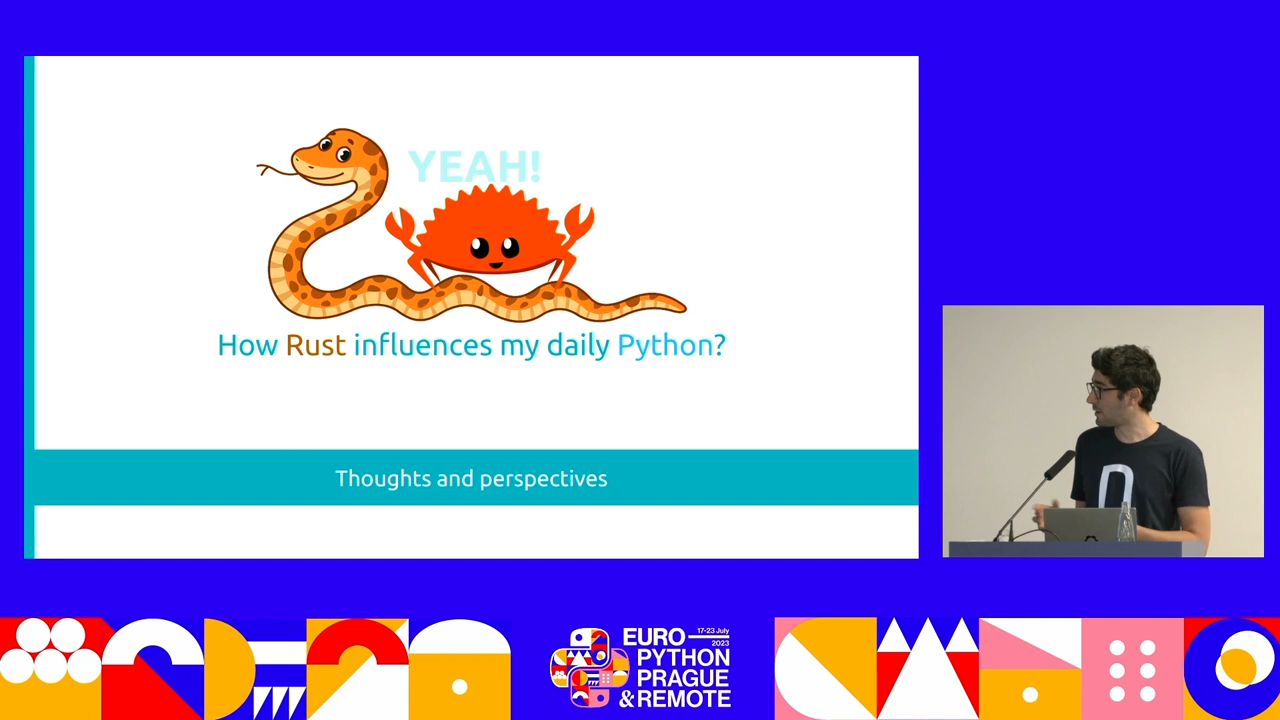 YEAH!
How Rust influences my daily Python?
Thoughts and perspectives
EURO
17-23 July
2023
PYTHON
PRAGUE
& REMOTE